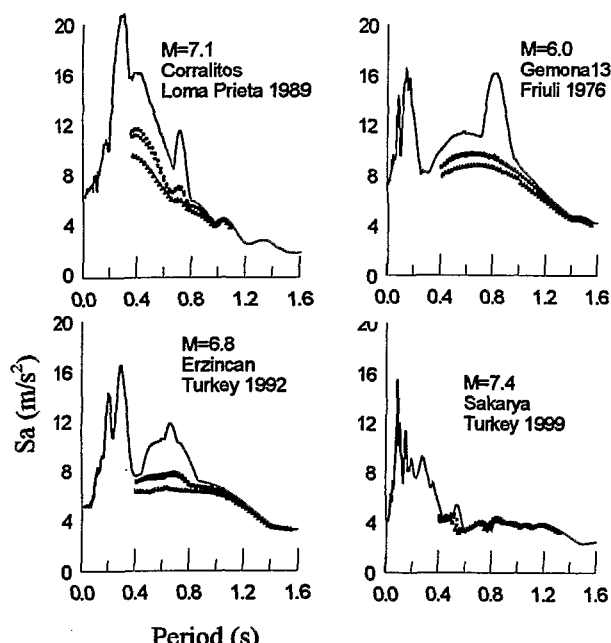 20
16
12
8
4
0
M=7.1
Corralitos
Loma Prieta 1989
0.0 0.4 0.8 1.2 1.6
20
16
12
8
4
0
M=6.0
Gemona13
Friuli 1976
0.0 0.4 0.8 1.2 1.6
20
16
12
8
4
0
M=6.8
Erzincan
Turkey 1992
0.0 0.4 0.8 1.2 1.6
20
16
12
8
4
0
M=7.4
Sakarya
Turkey 1999
0.0 0.4 0.8 1.2 1.6
Sa (m/s²)
Period (s)